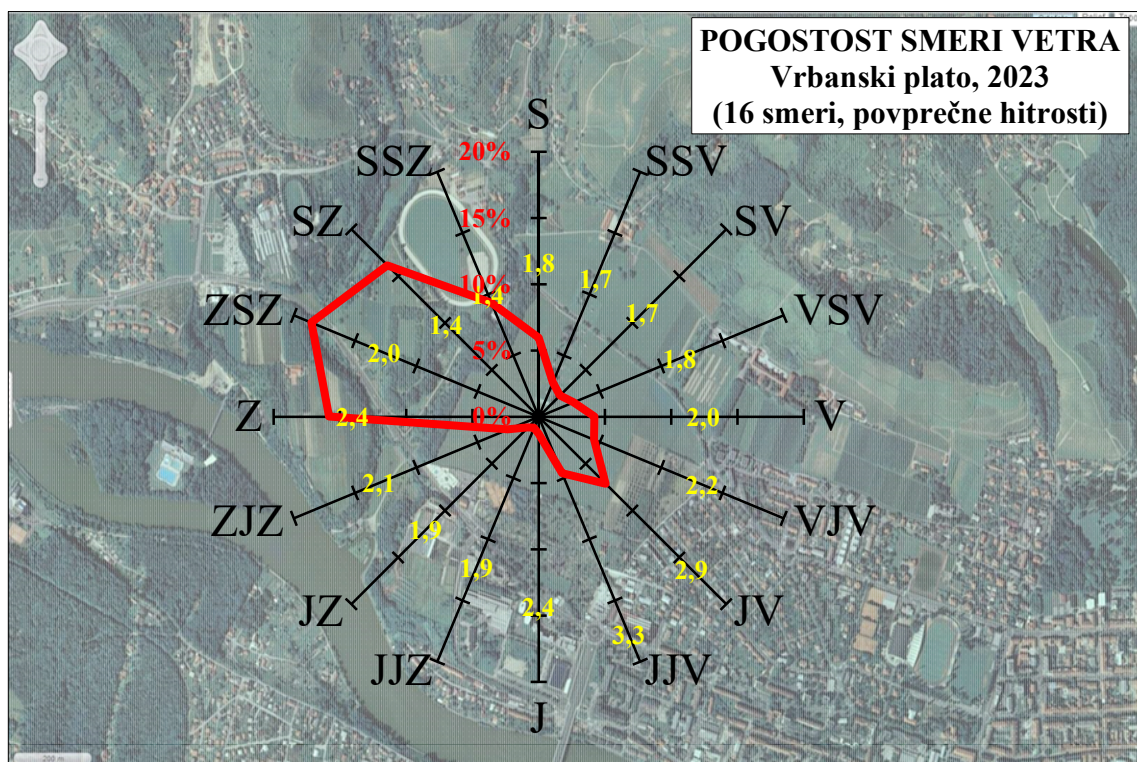 POGOSTOST SMERI VETRA
Vrbanski plato, 2023
(16 smeri, povprečne hitrosti)
S
SSZ
20%
SSV
SZ
15%
SV
1,8
1,7
10%
1,4
ZSZ
1,4
1,7
VSV
2,0
5%
1,8
Z
2,4
0%
2,0
V
2,1
2,2
ZJZ
VJV
1,9
1,9
2,9
JZ
2,4
JV
3,3
JJZ
JJV
J
200 m